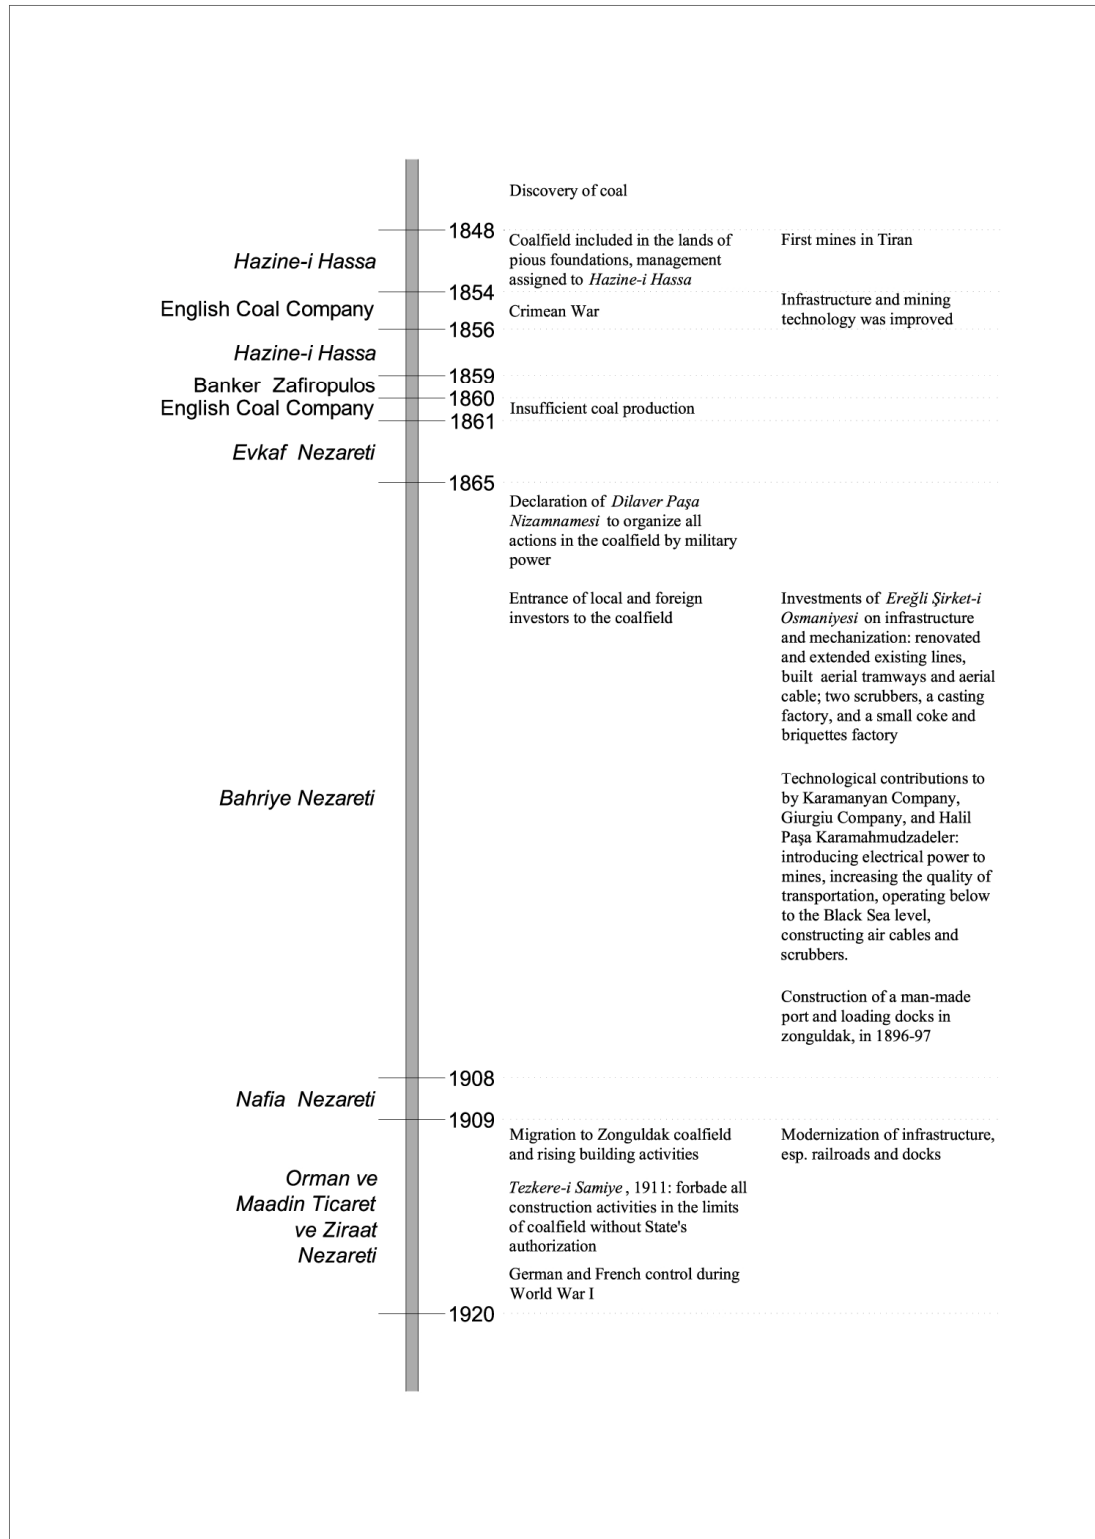 Discovery of coal
1848
Hazine-i Hassa
Coalfield included in the lands of
pious foundations, management
assigned to Hazine-i Hassa
First mines in Tiran
1854
English Coal Company
Crimean War
Infrastructure and mining
technology was improved
1856
Hazine-i Hassa
1859
Banker Zafiropulos
1860
English Coal Company
Insufficient coal production
1861
Evkaf Nezareti
1865
Declaration of Dilaver Paşa
Nizamnamesi to organize all
actions in the coalfield by military
power
Entrance of local and foreign
investors to the coalfield
Investments of Ereğli Şirket-i
Osmaniyesi on infrastructure
and mechanization: renovated
and extended existing lines,
built aerial tramways and aerial
cable; two scrubbers, a casting
factory, and a small coke and
briquettes factory
Bahriye Nezareti
Technological contributions to
by Karamanyan Company,
Giurgiu Company, and Halil
Paşa Karamahmudzadeler:
introducing electrical power to
mines, increasing the quality of
transportation, operating below
to the Black Sea level,
constructing air cables and
scrubbers.
Construction of a man-made
port and loading docks in
zonguldak, in 1896-97
1908
Nafia Nezareti
1909
Migration to Zonguldak coalfield
and rising building activities
Modernization of infrastructure,
esp. railroads and docks
Orman ve
Maadin Ticaret
ve Ziraat
Nezareti
Tezkere-i Samiye, 1911: forbade all
construction activities in the limits
of coalfield without State's
authorization
German and French control during
World War I
1920